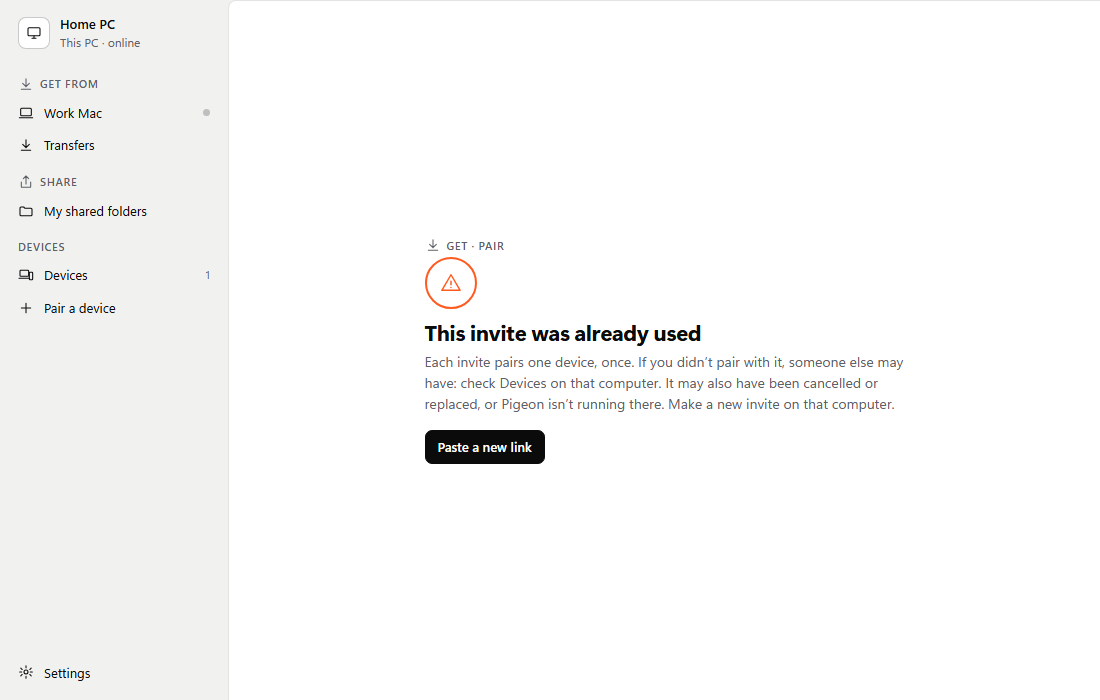 Home PC
This PC · online
GET FROM
Work Mac
Transfers
SHARE
My shared folders
DEVICES
Devices 1
Pair a device
Settings
GET · PAIR
This invite was already used
Each invite pairs one device, once. If you didn’t pair with it, someone else may
have: check Devices on that computer. It may also have been cancelled or
replaced, or Pigeon isn’t running there. Make a new invite on that computer.
Paste a new link